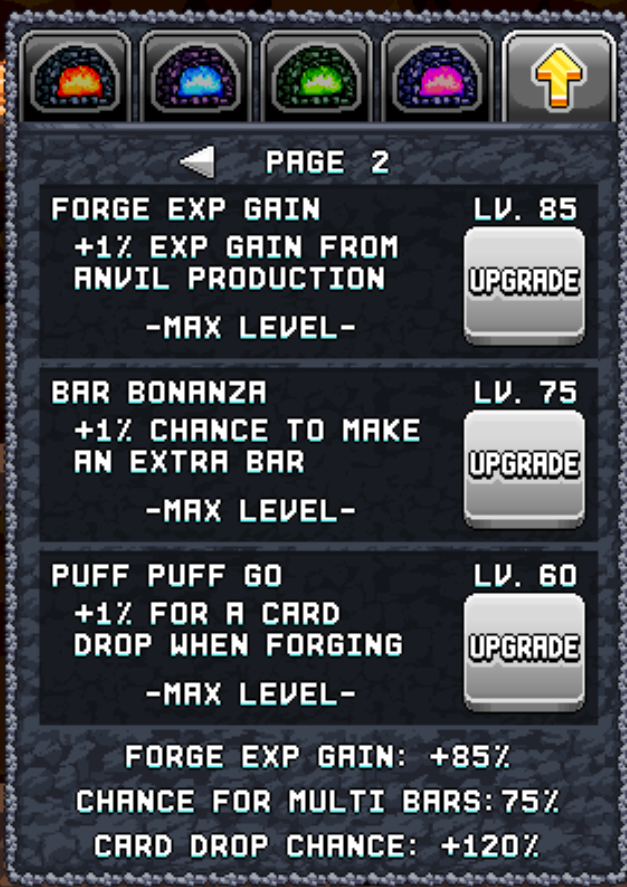 PAGE 2
FORGE EXP GAIN LV. 85
+1% EXP GAIN FROM
ANVIL PRODUCTION
UPGRADE
-MAX LEVEL-
BAR BONANZA LV. 75
+1% CHANCE TO MAKE
AN EXTRA BAR
UPGRADE
-MAX LEVEL-
PUFF PUFF GO LV. 60
+1% FOR A CARD
DROP WHEN FORGING
UPGRADE
-MAX LEVEL-
FORGE EXP GAIN: +85%
CHANCE FOR MULTI BARS: 75%
CARD DROP CHANCE: +120%